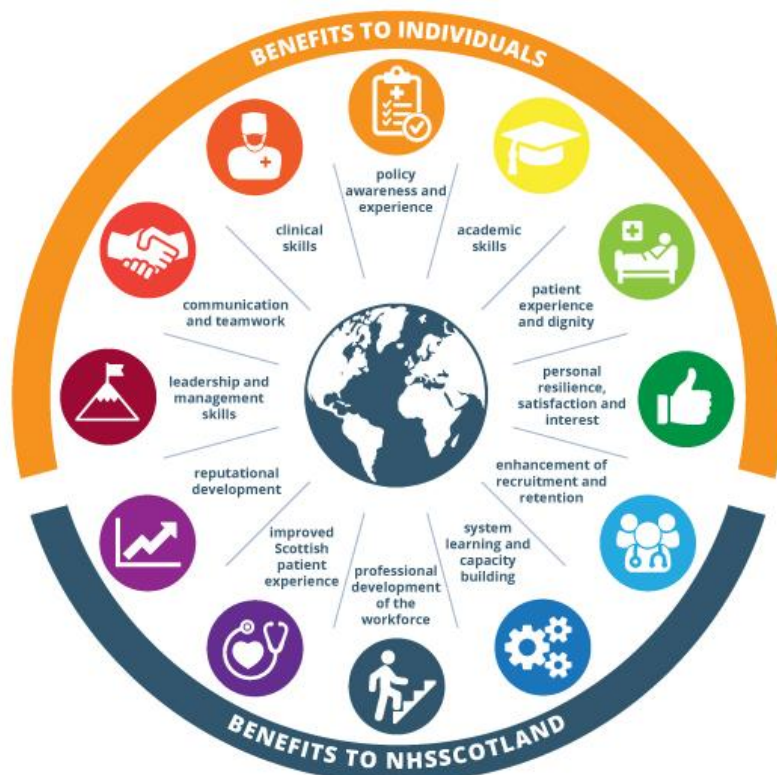 BENEFITS TO INDIVIDUALS
policy
awareness and
experience
clinical
skills
academic
skills
communication
and teamwork
patient
experience
and dignity
leadership and
management
skills
personal
resilience,
satisfaction and
interest
reputational
development
enhancement of
recruitment and
retention
improved
Scottish
patient
experience
system
learning and
capacity
building
professional
development
of the
workforce
BENEFITS TO NHSSCOTLAND